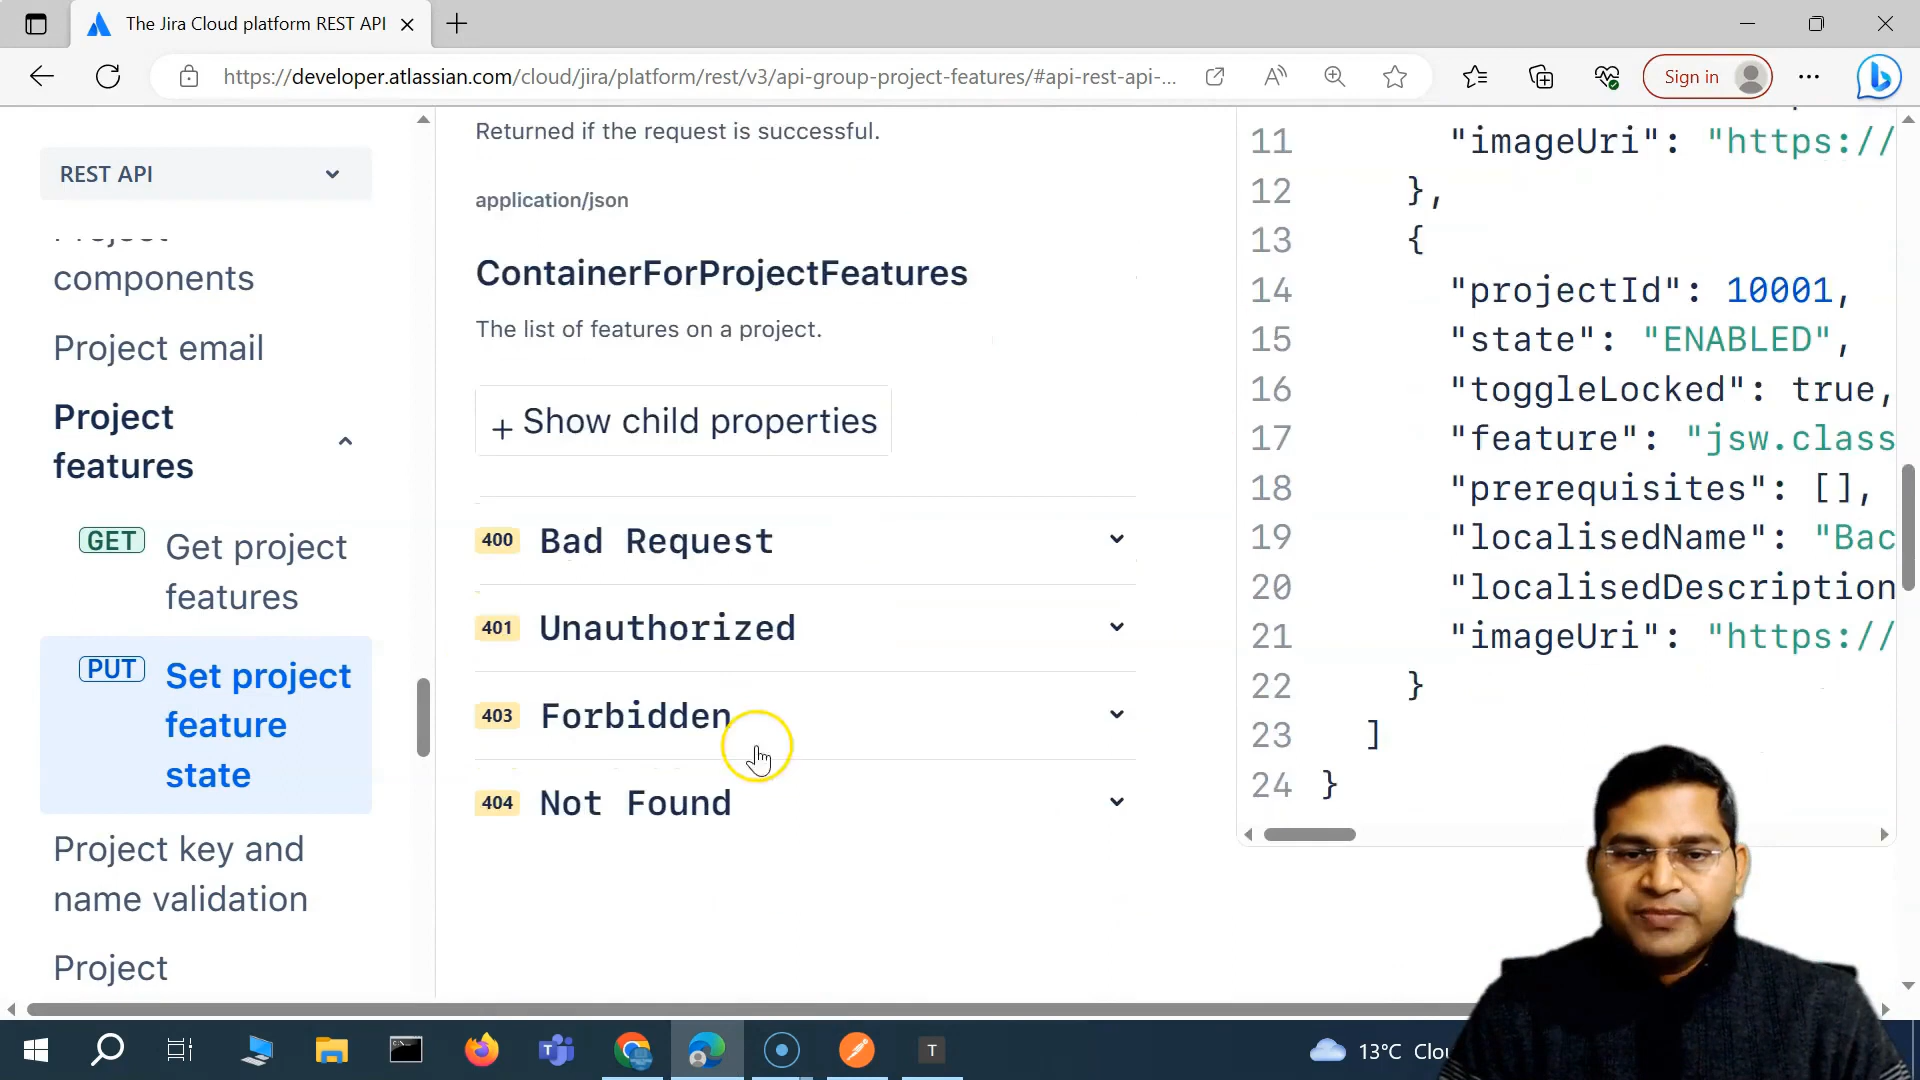 The Jira Cloud platform REST API
https://developer.atlassian.com/cloud/jira/platform/rest/v3/api-group-project-features/#api-rest-api-...
Sign in
REST API
components
Project email
Project
features
GET Get project
features
PUT Set project
feature
state
Project key and
name validation
Project
Returned if the request is successful.
application/json
ContainerForProjectFeatures
The list of features on a project.
+ Show child properties
400 Bad Request
401 Unauthorized
403 Forbidden
404 Not Found
11 "imageUri": "https://
12 },
13 {
14 "projectId": 10001,
15 "state": "ENABLED",
16 "toggleLocked": true,
17 "feature": "jsw.class
18 "prerequisites": [],
19 "localisedName": "Bac
20 "localisedDescription
21 "imageUri": "https://
22 }
23 ]
24 }
13°C Clou